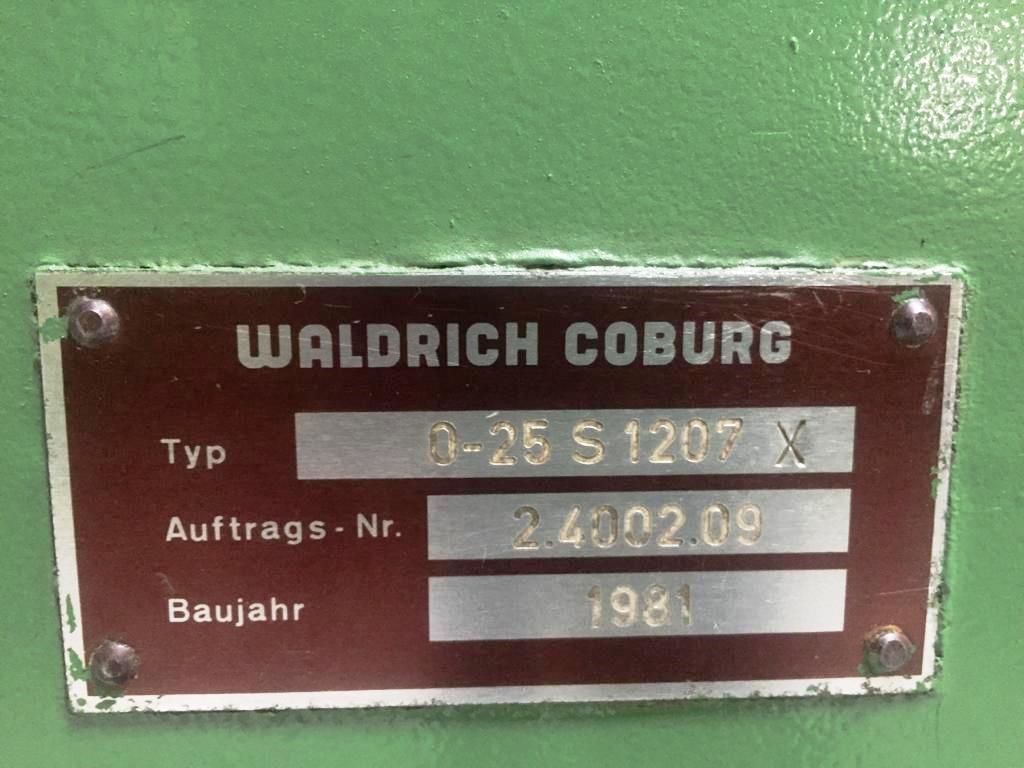 WALDRICH COBURG
Typ 0-25 S 1207 X
Auftrags-Nr. 2.4002.09
Baujahr 1981